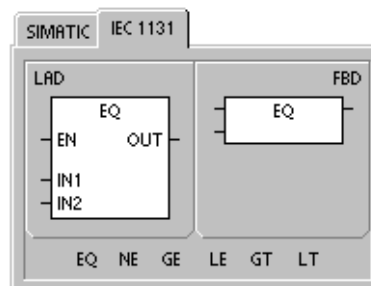 SIMATIC IEC 1131
LAD FBD
EQ EQ
EN OUT
IN1
IN2
EQ NE GE LE GT LT